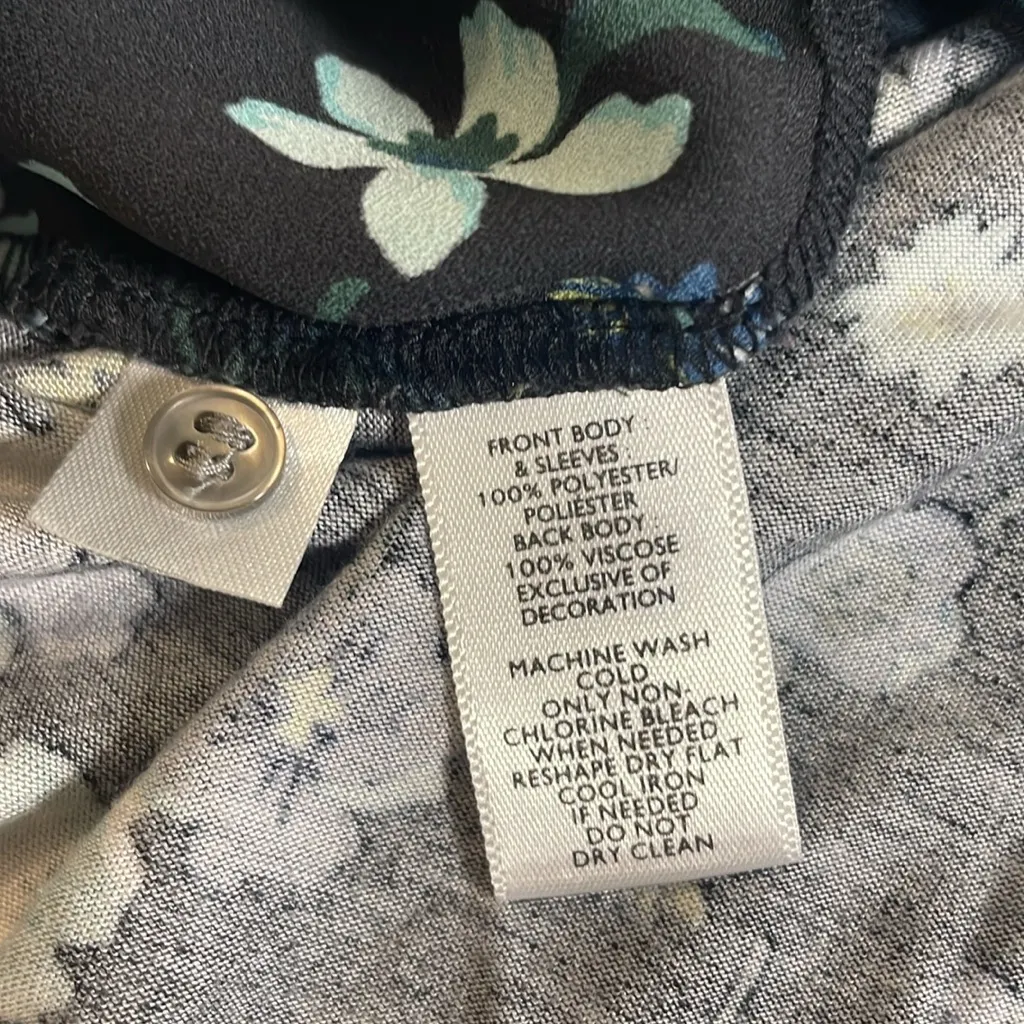 FRONT BODY :
& SLEEVES :
100% POLYESTER/
POLIESTER
BACK BODY :
100% VISCOSE
EXCLUSIVE OF
DECORATION
MACHINE WASH
COLD
ONLY NON-
CHLORINE BLEACH
WHEN NEEDED
RESHAPE DRY FLAT
COOL IRON
IF NEEDED
DO NOT
DRY CLEAN